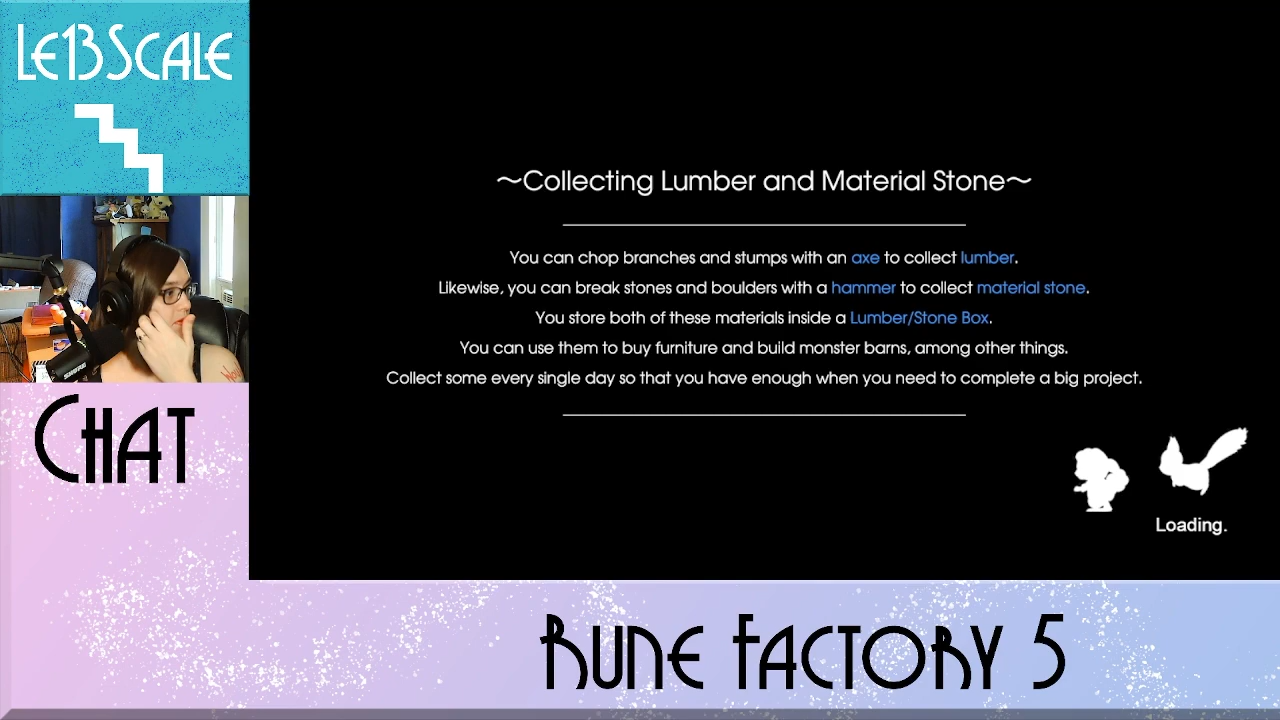 Le13Scale
Chat
~Collecting Lumber and Material Stone~
You can chop branches and stumps with an axe to collect lumber.
Likewise, you can break stones and boulders with a hammer to collect material stone.
You store both of these materials inside a Lumber/Stone Box.
You can use them to buy furniture and build monster barns, among other things.
Collect some every single day so that you have enough when you need to complete a big project.
Loading.
Rune Factory 5